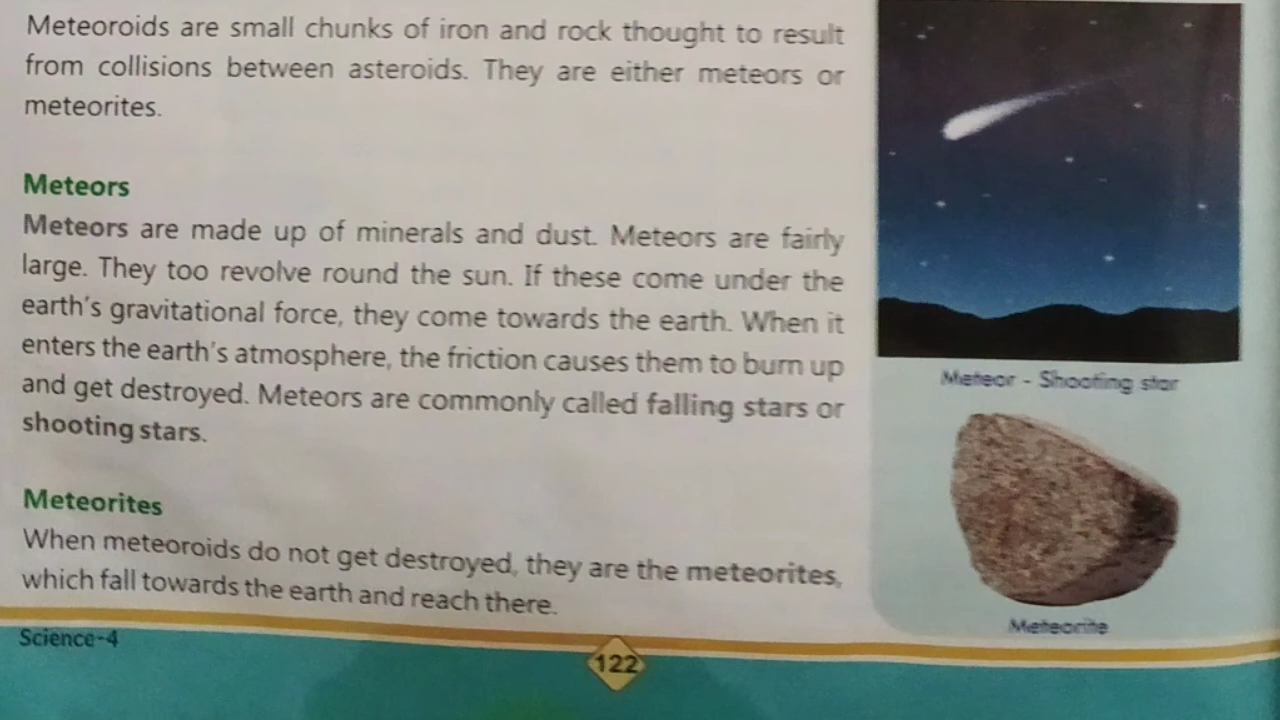 Meteoroids are small chunks of iron and rock thought to result
from collisions between asteroids. They are either meteors or
meteorites.
Meteors
Meteors are made up of minerals and dust. Meteors are fairly
large. They too revolve round the sun. If these come under the
earth's gravitational force, they come towards the earth. When it
enters the earth's atmosphere, the friction causes them to burn up
and get destroyed. Meteors are commonly called falling stars or
shooting stars.
Meteorites
When meteoroids do not get destroyed, they are the meteorites,
which fall towards the earth and reach there.
Meteor - Shooting star
Meteorite
Science-4
122